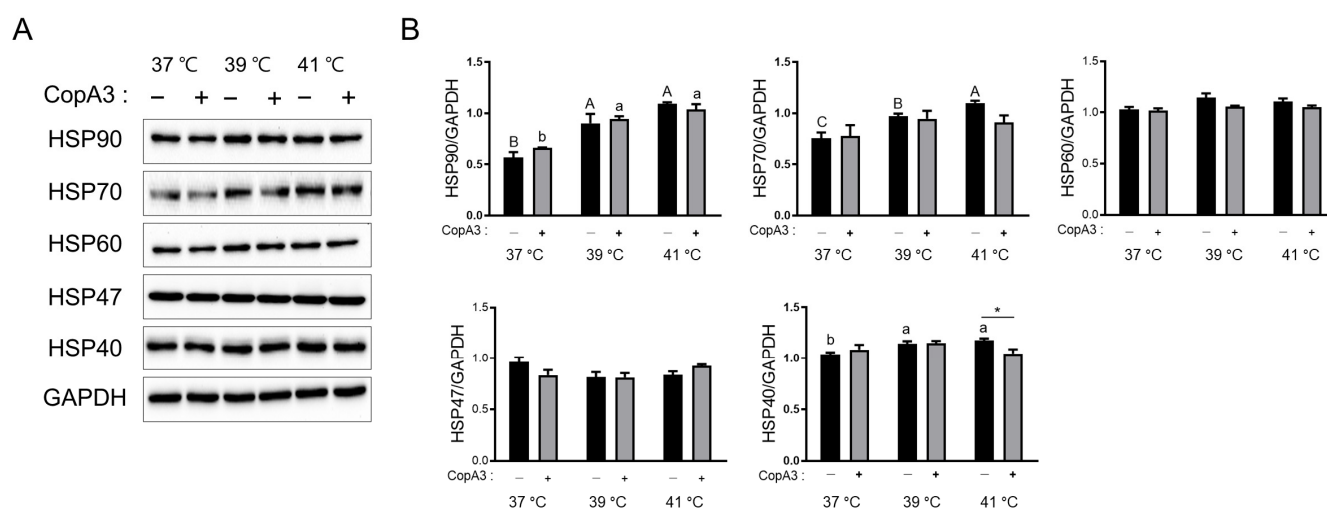 A
37 ℃ 39 ℃ 41 ℃
CopA3 : – + – + – +
HSP90
HSP70
HSP60
HSP47
HSP40
GAPDH
B
HSP90/GAPDH
1.5
1.0
0.5
0.0
B b A a A a
CopA3 : – + – + – +
37 °C 39 °C 41 °C
HSP70/GAPDH
1.5
1.0
0.5
0.0
C B A
CopA3 : – + – + – +
37 °C 39 °C 41 °C
HSP60/GAPDH
1.5
1.0
0.5
0.0
CopA3 : – + – + – +
37 °C 39 °C 41 °C
HSP47/GAPDH
1.5
1.0
0.5
0.0
CopA3 : – + – + – +
37 °C 39 °C 41 °C
HSP40/GAPDH
1.5
1.0
0.5
0.0
b a a *
CopA3 : – + – + – +
37 °C 39 °C 41 °C